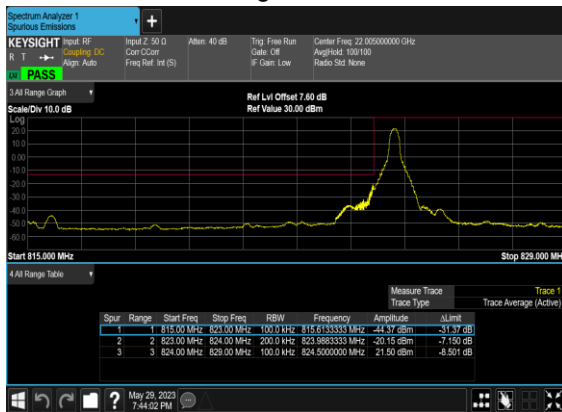 Spectrum Analyzer 1
Spurious Emissions
KEYSIGHT Input: RF Input Z: 50 Ω Atten: 40 dB Trig: Free Run Center Freq: 22.005000000 GHz
R T Coupling: DC Corr CCorr Gate: Off Avg|Hold: 100/100
Align: Auto Freq Ref: Int (S) IF Gain: Low Radio Std: None
PASS
3 All Range Graph
Ref Lvl Offset 7.60 dB
Scale/Div 10.0 dB Ref Value 30.00 dBm
Log
20.0
10.0
0.00
-10.0
-20.0
-30.0
-40.0
-50.0
-60.0
Start 815.000 MHz Stop 829.000 MH
4 All Range Table
Measure Trace Trace 1
Trace Type Trace Average (Active)
Spur Range Start Freq Stop Freq RBW Frequency Amplitude ΔLimit
1 1 815.00 MHz 823.00 MHz 100.0 kHz 815.6133333 MHz -44.37 dBm -31.37 dB
2 2 823.00 MHz 824.00 MHz 200.0 kHz 823.9883333 MHz -20.15 dBm -7.150 dB
3 3 824.00 MHz 829.00 MHz 100.0 kHz 824.5000000 MHz 21.50 dBm -8.501 dB
May 29, 2023
7:44:02 PM